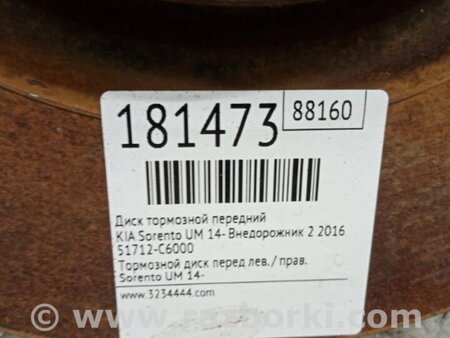 181473
88160
Диск тормозной передний
KIA Sorento UM 14- Внедорожник 2 2016
51712-C6000
Тормозной диск перед лев./ прав.
Sorento UM 14-
www.3234444.com
www.razborki.com